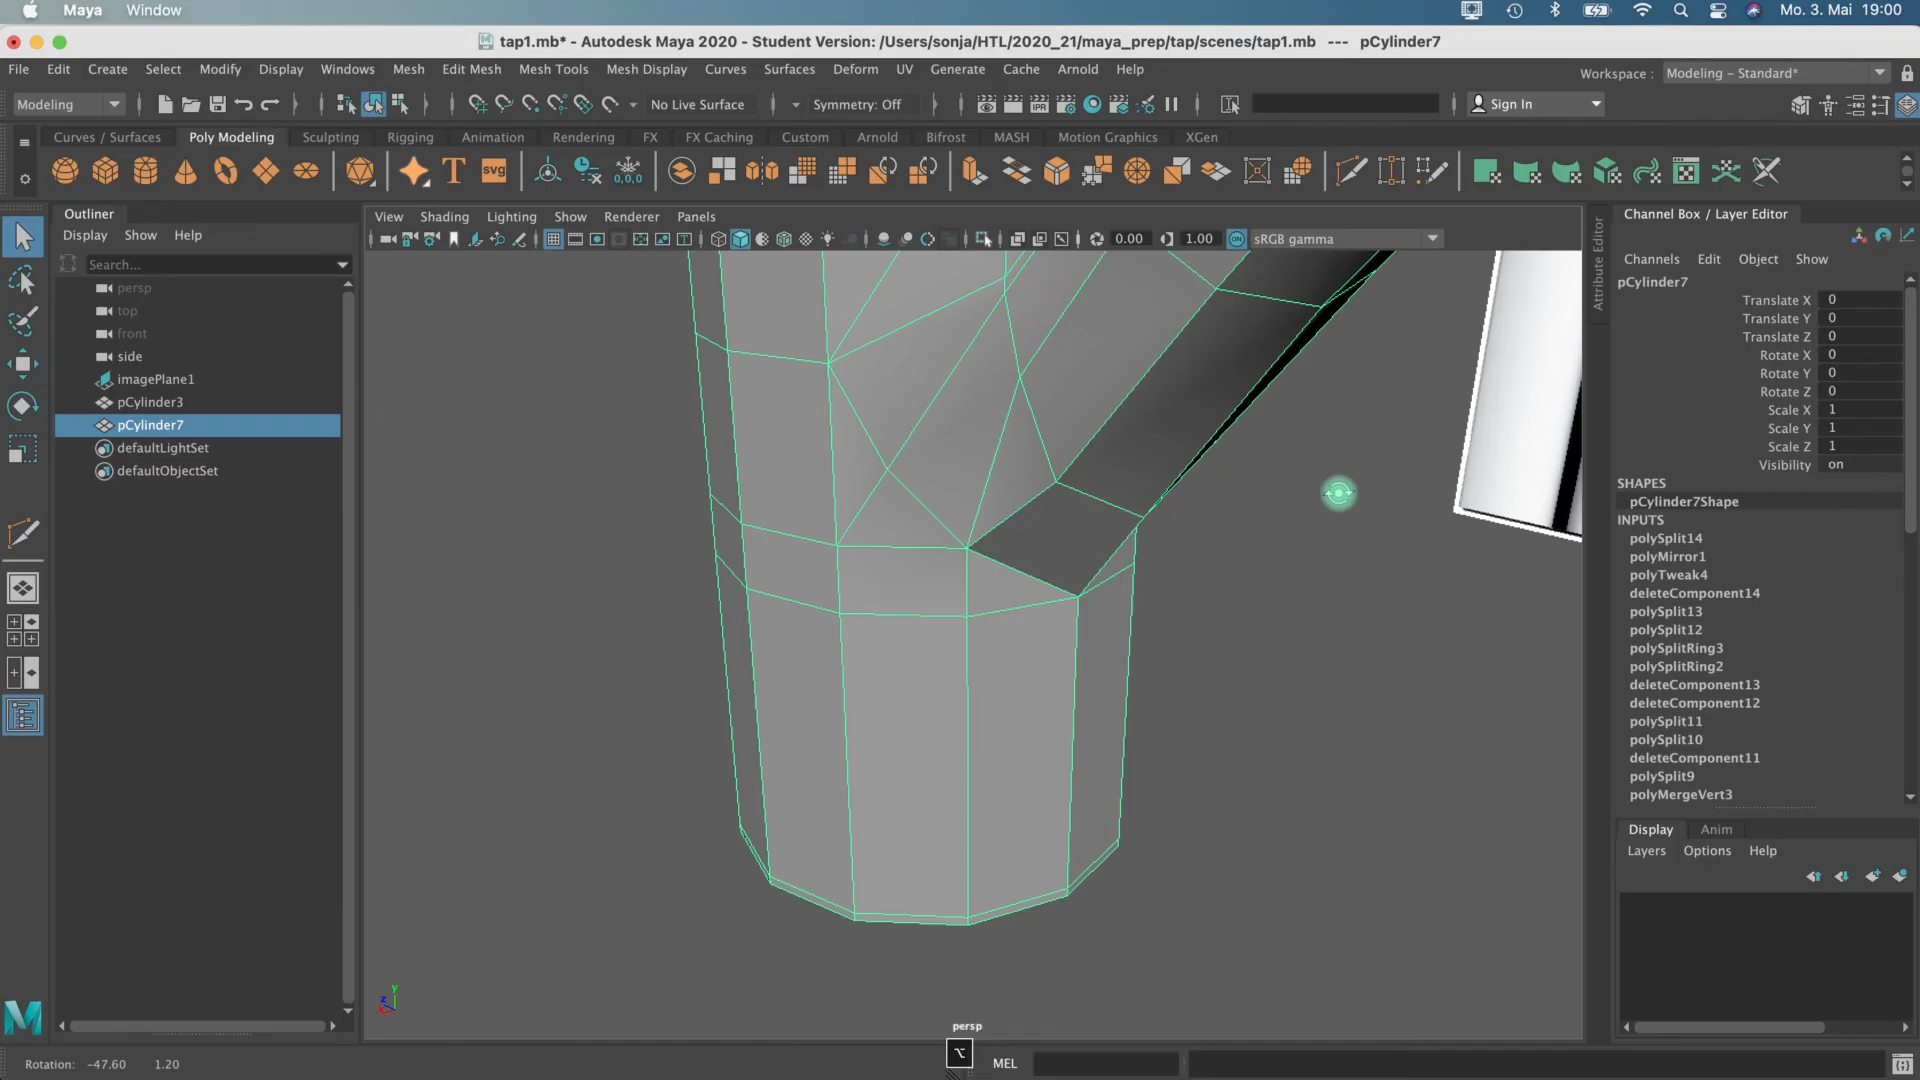 Maya Window Mo. 3. Mai 19:00
tap1.mb* - Autodesk Maya 2020 - Student Version: /Users/sonja/HTL/2020_21/maya_prep/tap/scenes/tap1.mb --- pCylinder7
File Edit Create Select Modify Display Windows Mesh Edit Mesh Mesh Tools Mesh Display Curves Surfaces Deform UV Generate Cache Arnold Help
Workspace : Modeling - Standard*
Modeling No Live Surface Symmetry: Off IPR Sign In
Curves / Surfaces Poly Modeling Sculpting Rigging Animation Rendering FX FX Caching Custom Arnold Bifrost MASH Motion Graphics XGen
T svg 0,0,0
Outliner
Display Show Help
Search...
persp
top
front
side
imagePlane1
pCylinder3
pCylinder7
defaultLightSet
defaultObjectSet
View Shading Lighting Show Renderer Panels
0.00 1.00 ON sRGB gamma
y
z
x
persp
Attribute Editor
Channel Box / Layer Editor
Channels Edit Object Show
pCylinder7
Translate X 0
Translate Y 0
Translate Z 0
Rotate X 0
Rotate Y 0
Rotate Z 0
Scale X 1
Scale Y 1
Scale Z 1
Visibility on
SHAPES
pCylinder7Shape
INPUTS
polySplit14
polyMirror1
polyTweak4
deleteComponent14
polySplit13
polySplit12
polySplitRing3
polySplitRing2
deleteComponent13
deleteComponent12
polySplit11
polySplit10
deleteComponent11
polySplit9
polyMergeVert3
Display Anim
Layers Options Help
Rotation: -47.60 1.20
⌥
MEL